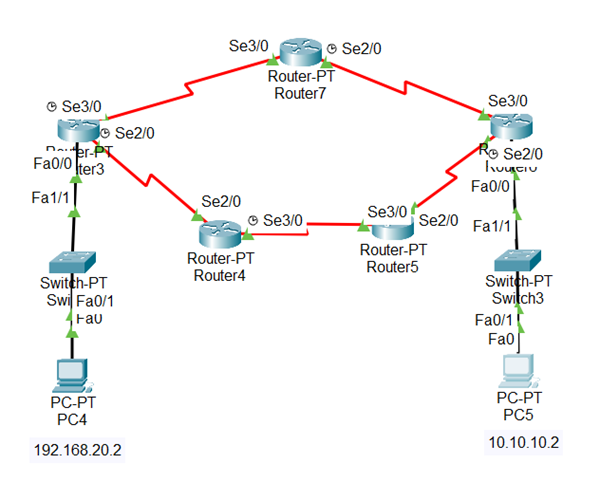 Se3/0
Se2/0
Router-PT
Router7
Se3/0
Se2/0
Fa0/0
Se3/0
Se2/0
Fa0/0
Fa1/1
Se2/0
Se3/0
Router-PT
Router4
Se3/0
Se2/0
Router-PT
Router5
Fa1/1
Switch-PT
Fa0/1
Fa0
Switch-PT
Switch3
Fa0/1
Fa0
PC-PT
PC4
192.168.20.2
PC-PT
PC5
10.10.10.2